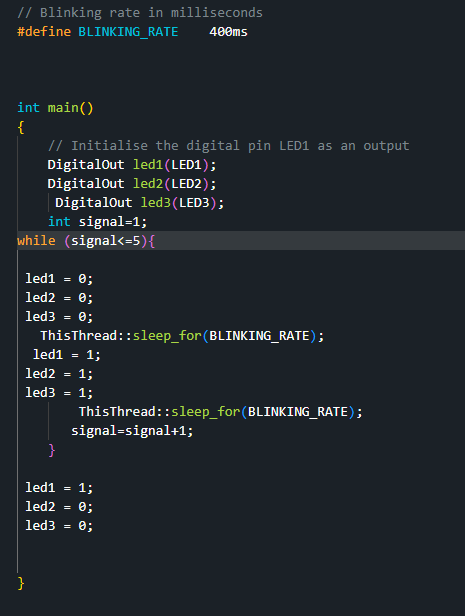 // Blinking rate in milliseconds
#define BLINKING_RATE    400ms
int main()
{
// Initialise the digital pin LED1 as an output
DigitalOut led1(LED1);
DigitalOut led2(LED2);
DigitalOut led3(LED3);
int signal=1;
while (signal<=5){
led1 = 0;
led2 = 0;
led3 = 0;
ThisThread::sleep_for(BLINKING_RATE);
led1 = 1;
led2 = 1;
led3 = 1;
ThisThread::sleep_for(BLINKING_RATE);
signal=signal+1;
}
led1 = 1;
led2 = 0;
led3 = 0;
}